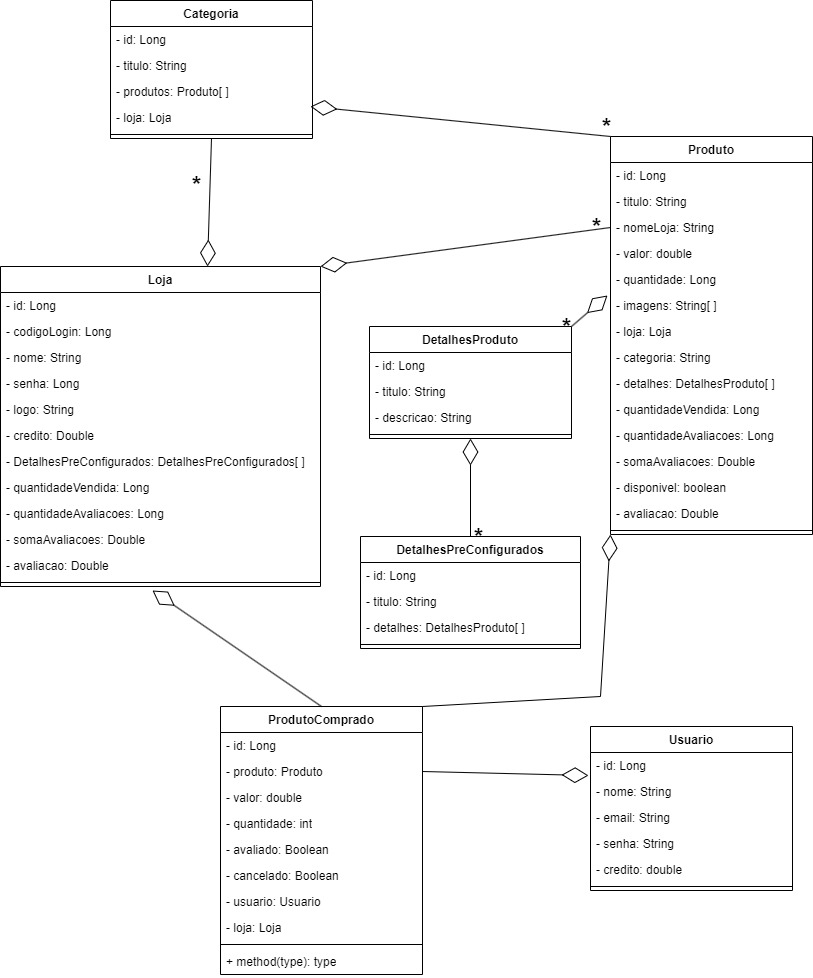 Categoria
- id: Long
- titulo: String
- produtos: Produto[ ]
- loja: Loja
*
*
Produto
- id: Long
- titulo: String
- nomeLoja: String
- valor: double
- quantidade: Long
- imagens: String[ ]
- loja: Loja
- categoria: String
- detalhes: DetalhesProduto[ ]
- quantidadeVendida: Long
- quantidadeAvaliacoes: Long
- somaAvaliacoes: Double
- disponivel: boolean
- avaliacao: Double
*
Loja
- id: Long
- codigoLogin: Long
- nome: String
- senha: Long
- logo: String
- credito: Double
- DetalhesPreConfigurados: DetalhesPreConfigurados[ ]
- quantidadeVendida: Long
- quantidadeAvaliacoes: Long
- somaAvaliacoes: Double
- avaliacao: Double
*
DetalhesProduto
- id: Long
- titulo: String
- descricao: String
*
DetalhesPreConfigurados
- id: Long
- titulo: String
- detalhes: DetalhesProduto[ ]
ProdutoComprado
- id: Long
- produto: Produto
- valor: double
- quantidade: int
- avaliado: Boolean
- cancelado: Boolean
- usuario: Usuario
- loja: Loja
+ method(type): type
Usuario
- id: Long
- nome: String
- email: String
- senha: String
- credito: double